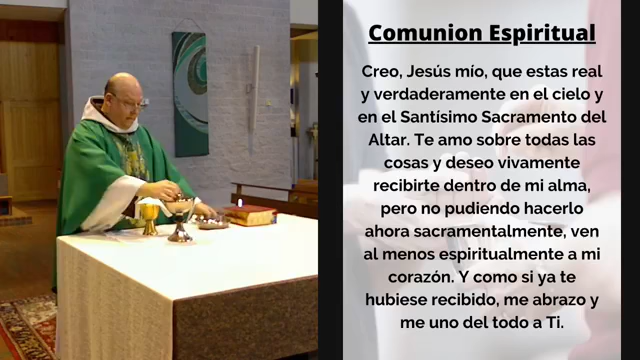 Comunion Espiritual
Creo, Jesús mío, que estas real
y verdaderamente en el cielo y
en el Santísimo Sacramento del
Altar. Te amo sobre todas las
cosas y deseo vivamente
recibirte dentro de mi alma,
pero no pudiendo hacerlo
ahora sacramentalmente, ven
al menos espiritualmente a mi
corazón. Y como si ya te
hubiese recibido, me abrazo y
me uno del todo a Ti.